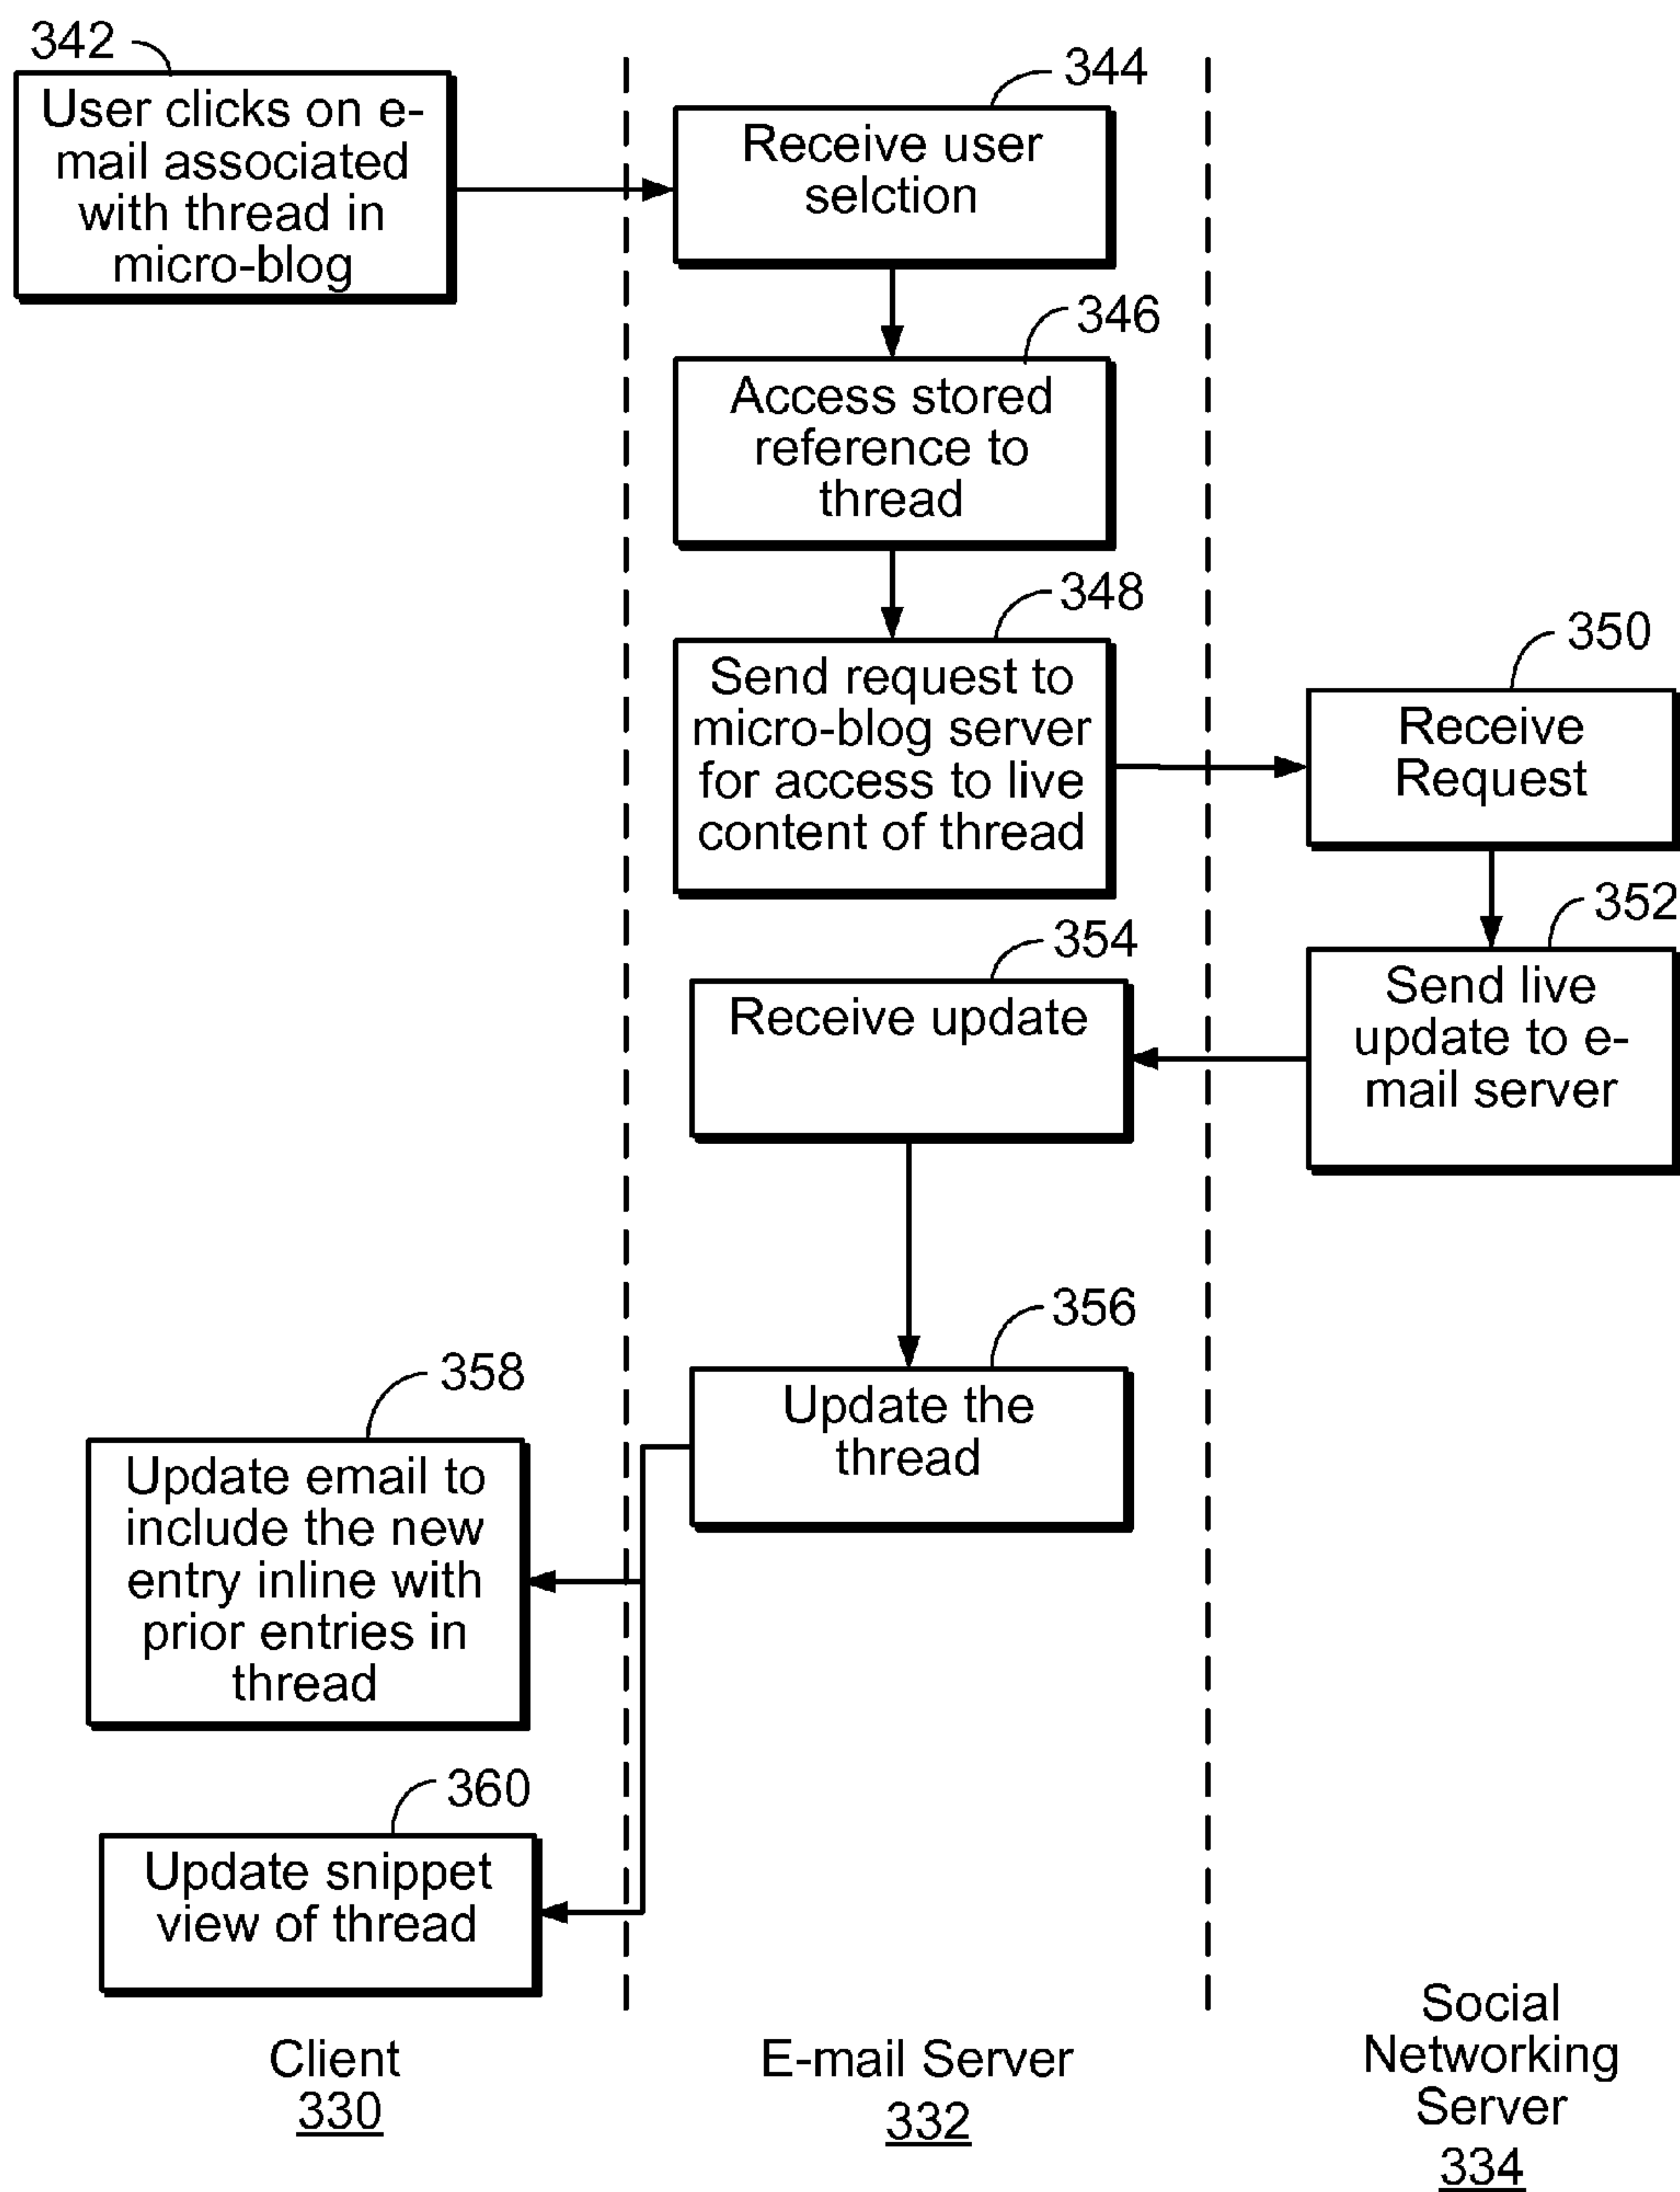 342
User clicks on e-
mail associated
with thread in
micro-blog
344
Receive user
selction
346
Access stored
reference to
thread
348
Send request to
micro-blog server
for access to live
content of thread
350
Receive
Request
352
Send live
update to e-
mail server
354
Receive update
356
Update the
thread
358
Update email to
include the new
entry inline with
prior entries in
thread
360
Update snippet
view of thread
Client
330
E-mail Server
332
Social
Networking
Server
334